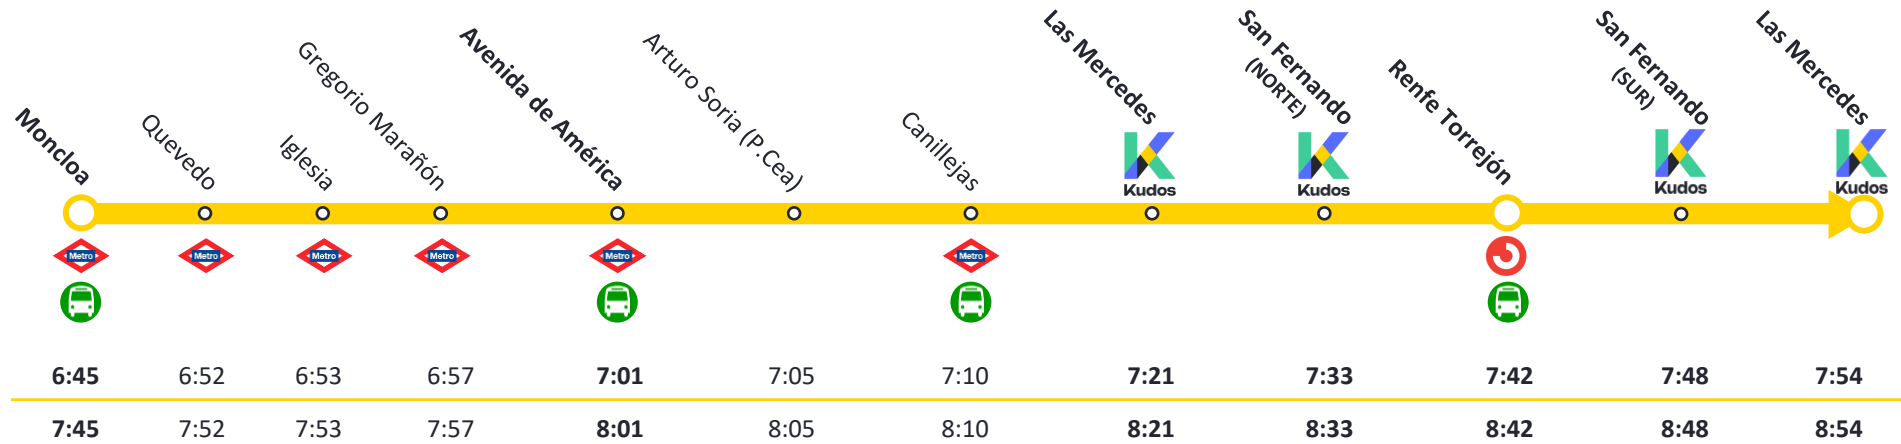 Moncloa
Quevedo
Iglesia
Gregorio Marañón
Avenida de América
Arturo Soria (P.Cea)
Canillejas
Las Mercedes
San Fernando
(NORTE)
Renfe Torrejón
San Fernando
(SUR)
Las Mercedes
Kudos
Kudos
Kudos
Kudos
Metro
Metro
Metro
Metro
Metro
Metro
6:45 6:52 6:53 6:57 7:01 7:05 7:10 7:21 7:33 7:42 7:48 7:54
7:45 7:52 7:53 7:57 8:01 8:05 8:10 8:21 8:33 8:42 8:48 8:54